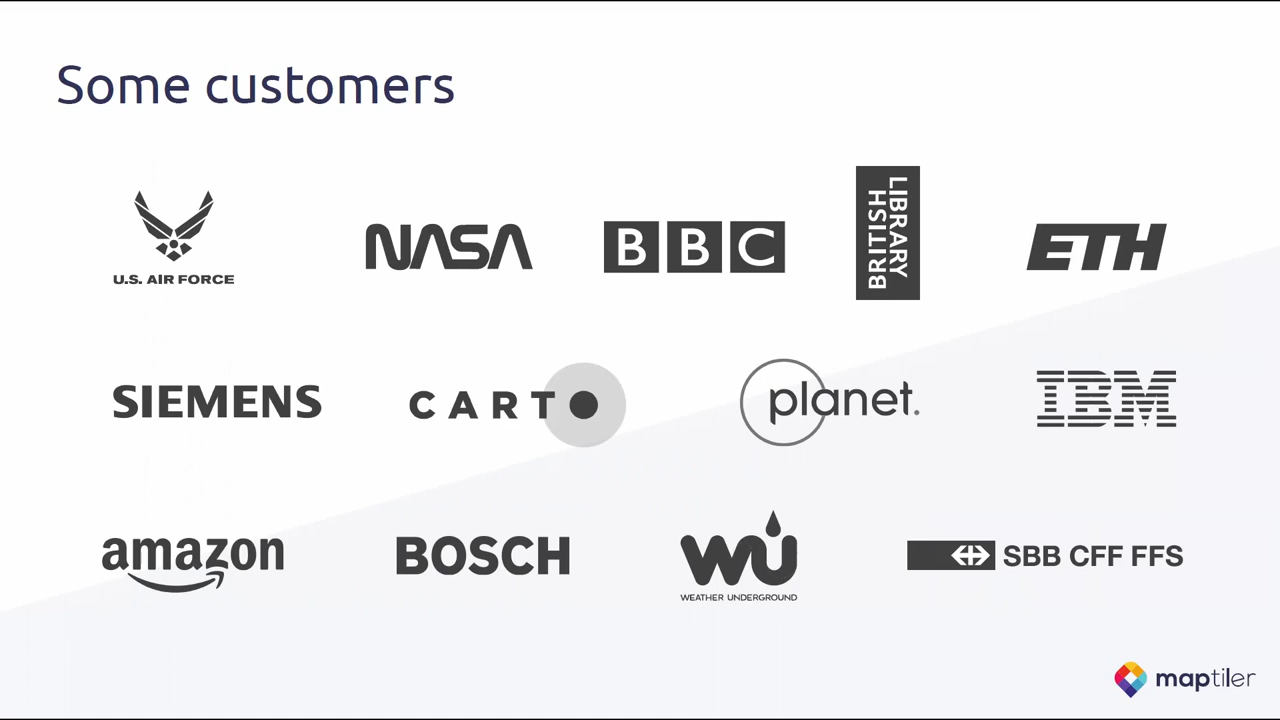 Some customers
U.S. AIR FORCE
NASA
BBC
BRITISH
LIBRARY
ETH
SIEMENS
CARTO
planet.
IBM
amazon
BOSCH
WU
WEATHER UNDERGROUND
SBB CFF FFS
maptiler